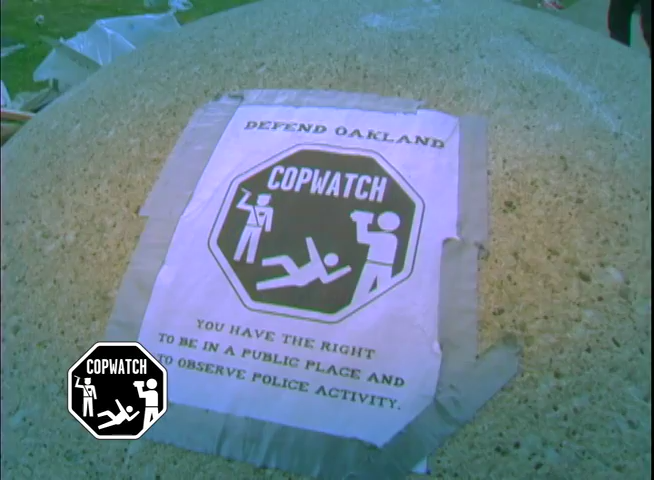 DEFEND OAKLAND
COPWATCH
YOU HAVE THE RIGHT
TO BE IN A PUBLIC PLACE AND
TO OBSERVE POLICE ACTIVITY.
COPWATCH